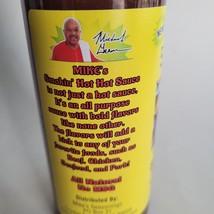 MIKE's
Smokin' Hot Hot Sauce
is not just a hot sauce,
It's an all purpose
sauce with bold flavors
like none other.
The flavors will add a
kick to any of your
favorite foods, such as
Beef, Chicken,
Seafood, and Pork!
All Natural
No MSG
Distributed By:
Mike's Seasonings